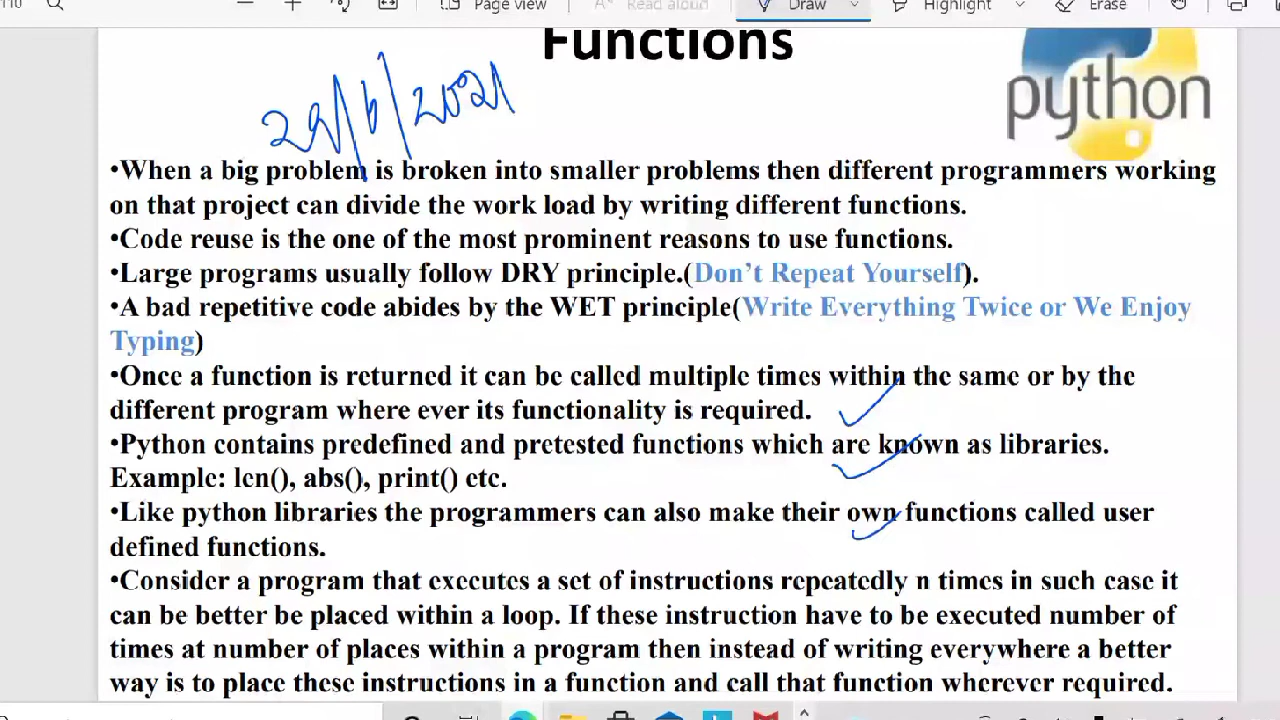 Page view
Read aloud
Draw
Highlight
Erase
Functions
python
29/6/2021
•When a big problem is broken into smaller problems then different programmers working
on that project can divide the work load by writing different functions.
•Code reuse is the one of the most prominent reasons to use functions.
•Large programs usually follow DRY principle.(Don’t Repeat Yourself).
•A bad repetitive code abides by the WET principle(Write Everything Twice or We Enjoy
Typing)
•Once a function is returned it can be called multiple times within the same or by the
different program where ever its functionality is required.
•Python contains predefined and pretested functions which are known as libraries.
Example: len(), abs(), print() etc.
•Like python libraries the programmers can also make their own functions called user
defined functions.
•Consider a program that executes a set of instructions repeatedly n times in such case it
can be better be placed within a loop. If these instruction have to be executed number of
times at number of places within a program then instead of writing everywhere a better
way is to place these instructions in a function and call that function wherever required.